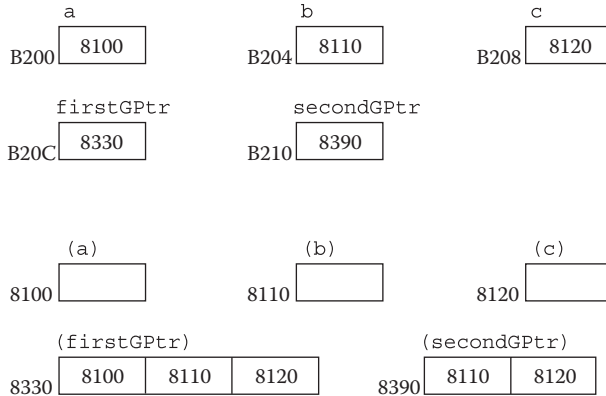 a b c
B200 8100 B204 8110 B208 8120
firstGPtr secondGPtr
B20C 8330 B210 8390
(a) (b) (c)
8100 8110 8120
(firstGPtr) (secondGPtr)
8330 8100 8110 8120 8390 8110 8120